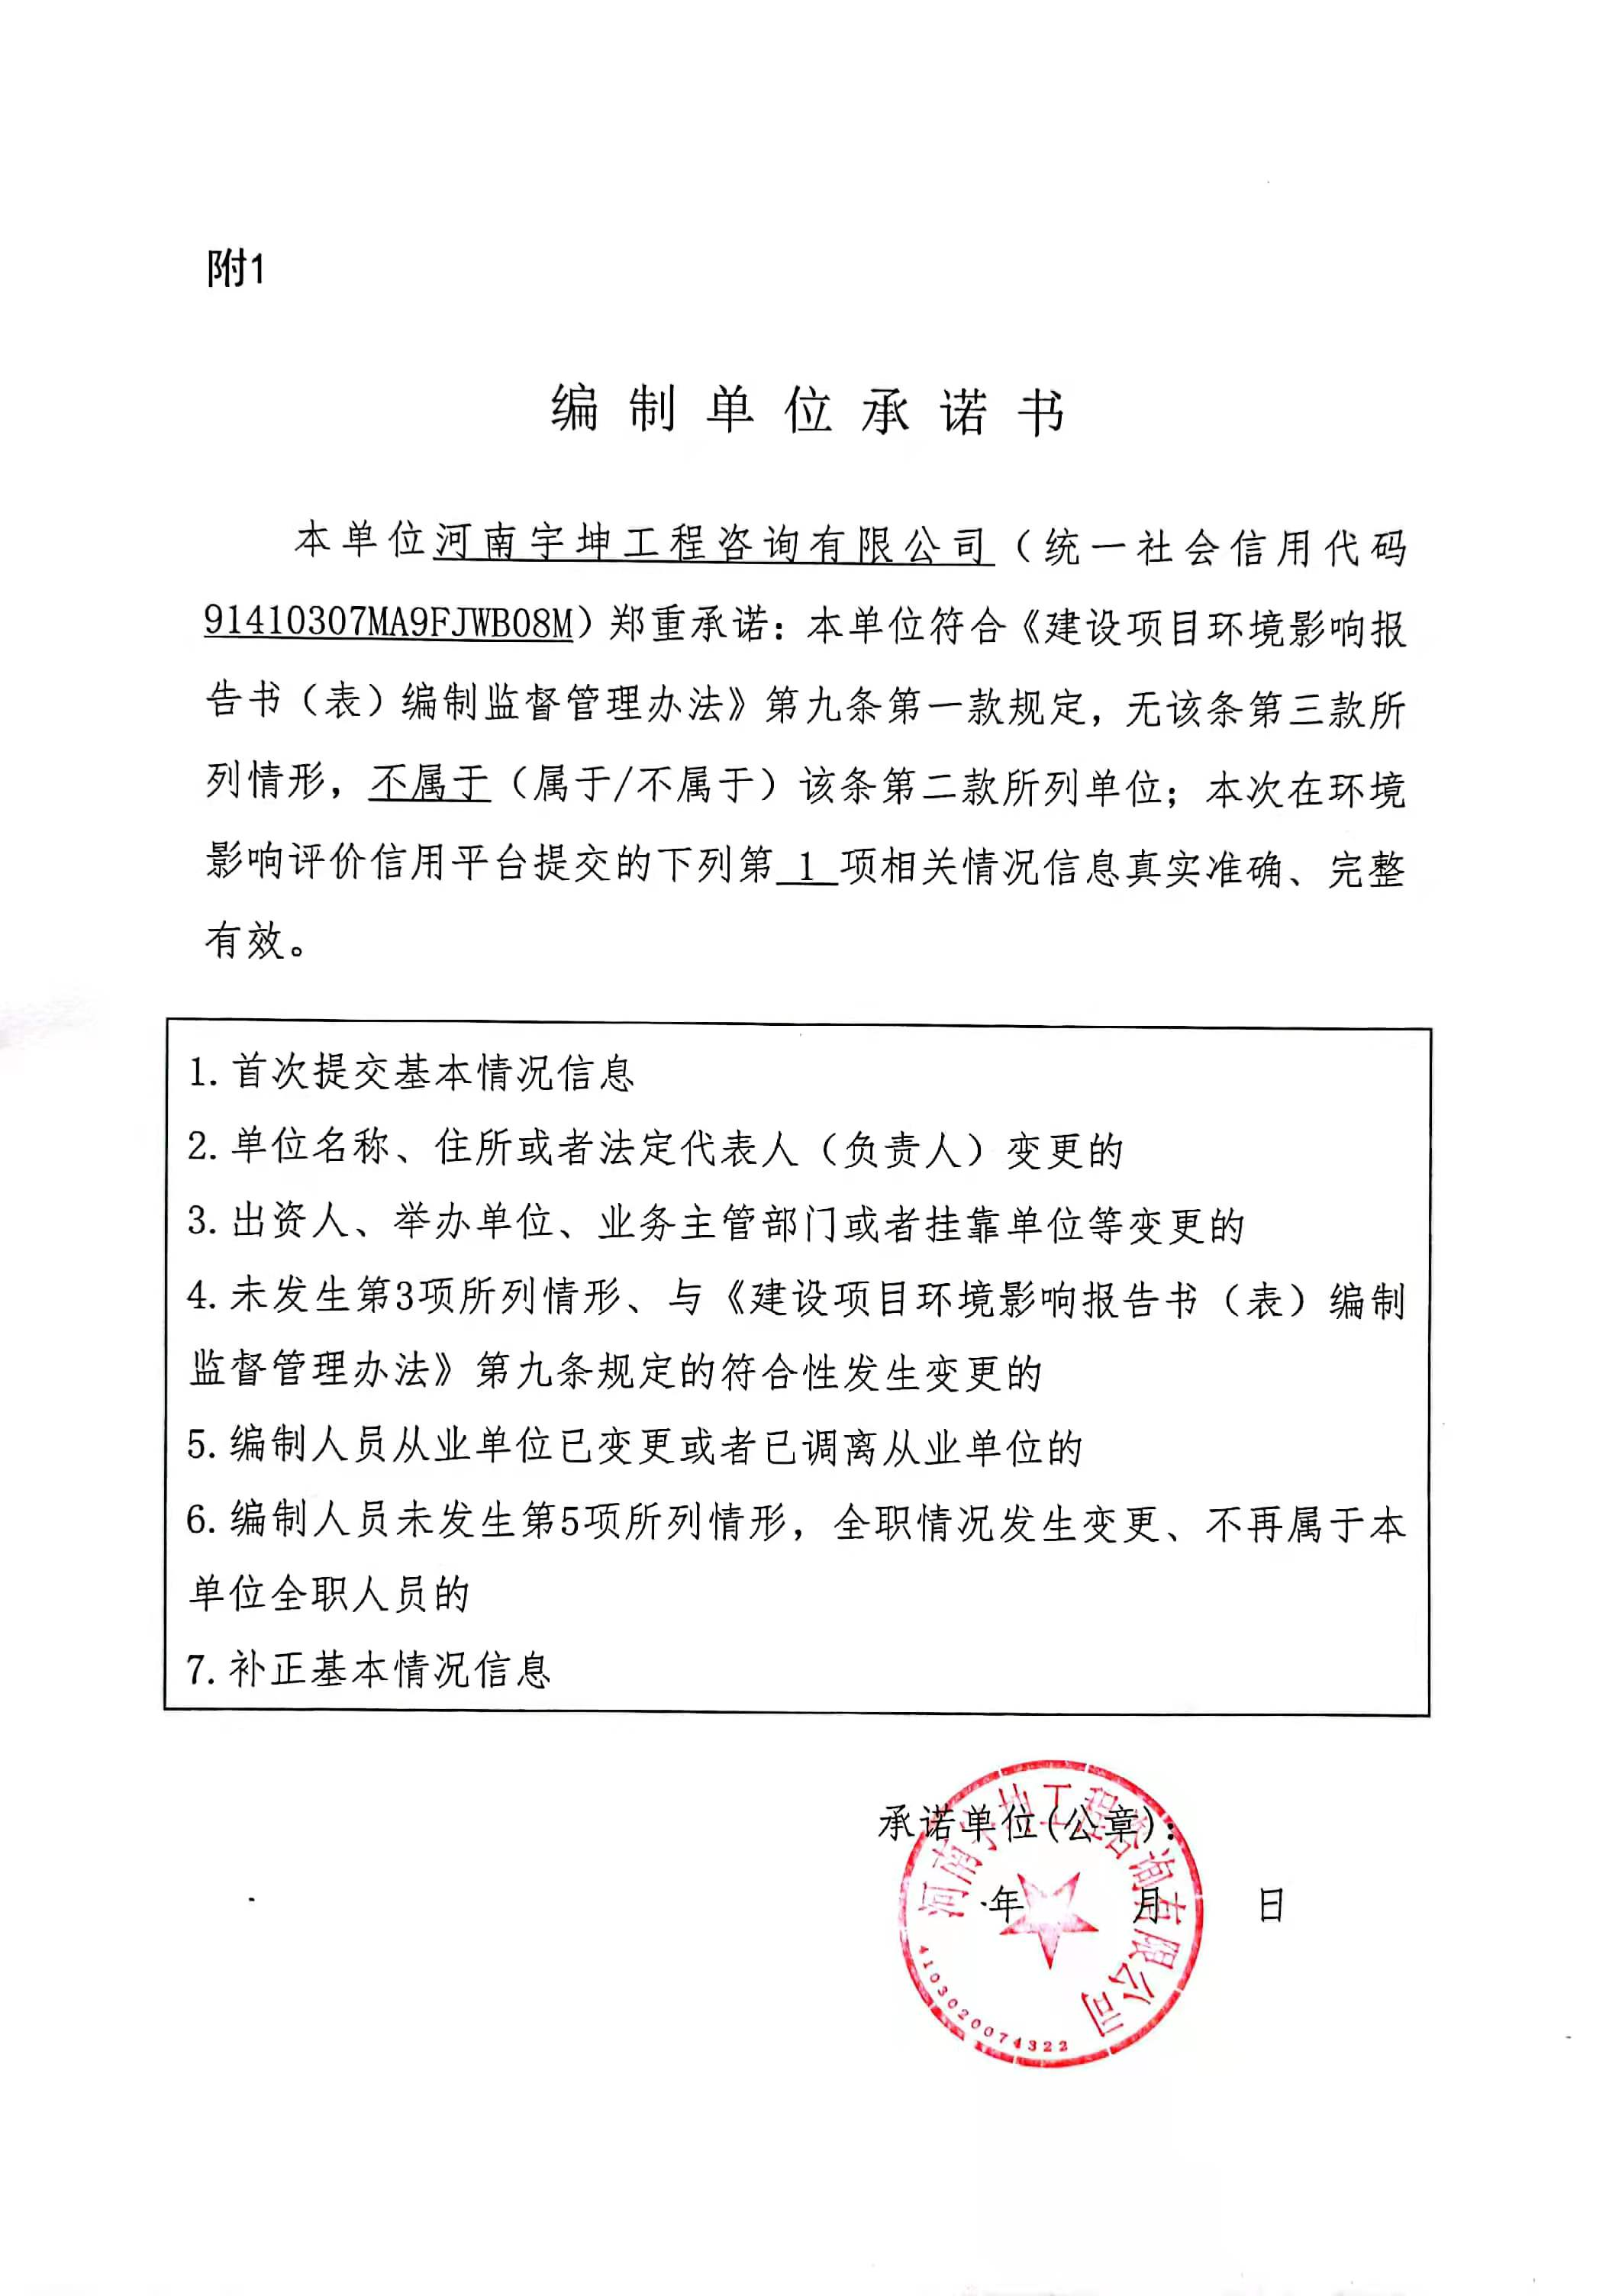 附1
编制单位承诺书
本单位河南宇坤工程咨询有限公司（统一社会信用代码
91410307MA9FJWB08M）郑重承诺：本单位符合《建设项目环境影响报
告书（表）编制监督管理办法》第九条第一款规定，无该条第三款所
列情形，不属于（属于/不属于）该条第二款所列单位；本次在环境
影响评价信用平台提交的下列第 1 项相关情况信息真实准确、完整
有效。
1. 首次提交基本情况信息
2. 单位名称、住所或者法定代表人（负责人）变更的
3. 出资人、举办单位、业务主管部门或者挂靠单位等变更的
4. 未发生第3项所列情形、与《建设项目环境影响报告书（表）编制
监督管理办法》第九条规定的符合性发生变更的
5. 编制人员从业单位已变更或者已调离从业单位的
6. 编制人员未发生第5项所列情形，全职情况发生变更、不再属于本
单位全职人员的
7. 补正基本情况信息
承诺单位(公章)：
年 月 日
河南宇坤工程咨询有限公司
4103020074322